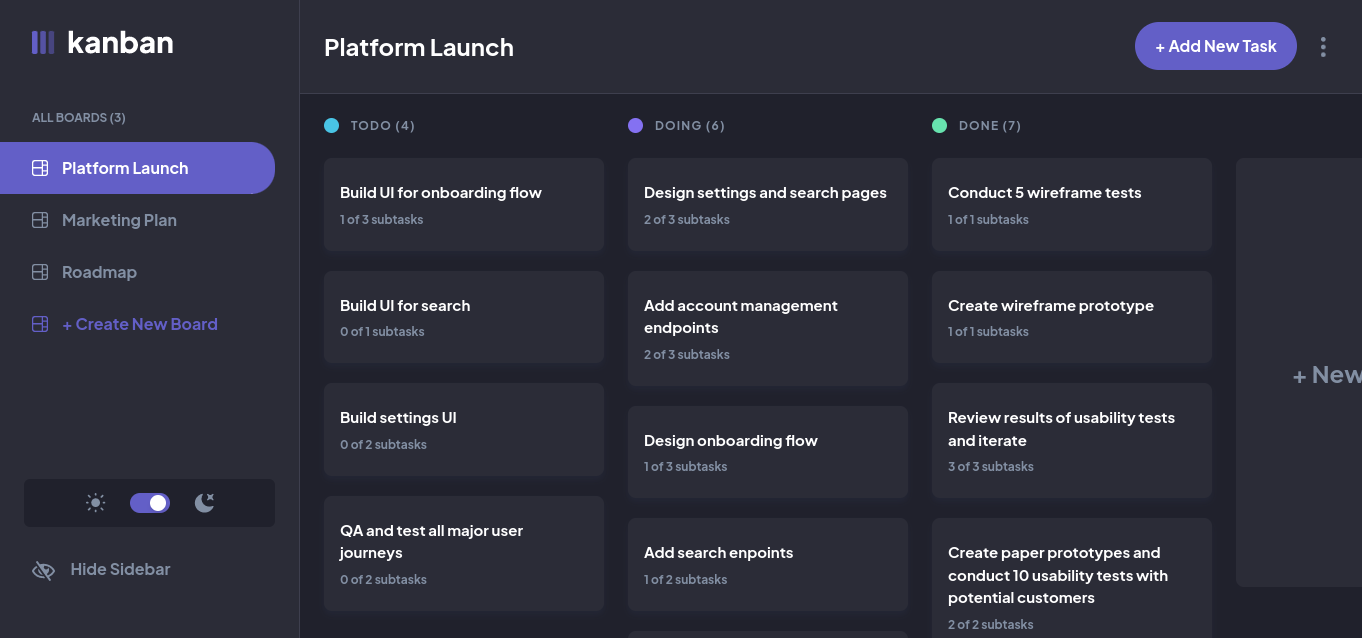 kanban
ALL BOARDS (3)
Platform Launch
Marketing Plan
Roadmap
+ Create New Board
Hide Sidebar
Platform Launch
+ Add New Task
TODO (4)
Build UI for onboarding flow
1 of 3 subtasks
Build UI for search
0 of 1 subtasks
Build settings UI
0 of 2 subtasks
QA and test all major user
journeys
0 of 2 subtasks
DOING (6)
Design settings and search pages
2 of 3 subtasks
Add account management
endpoints
2 of 3 subtasks
Design onboarding flow
1 of 3 subtasks
Add search enpoints
1 of 2 subtasks
DONE (7)
Conduct 5 wireframe tests
1 of 1 subtasks
Create wireframe prototype
1 of 1 subtasks
Review results of usability tests
and iterate
3 of 3 subtasks
Create paper prototypes and
conduct 10 usability tests with
potential customers
2 of 2 subtasks
+ New